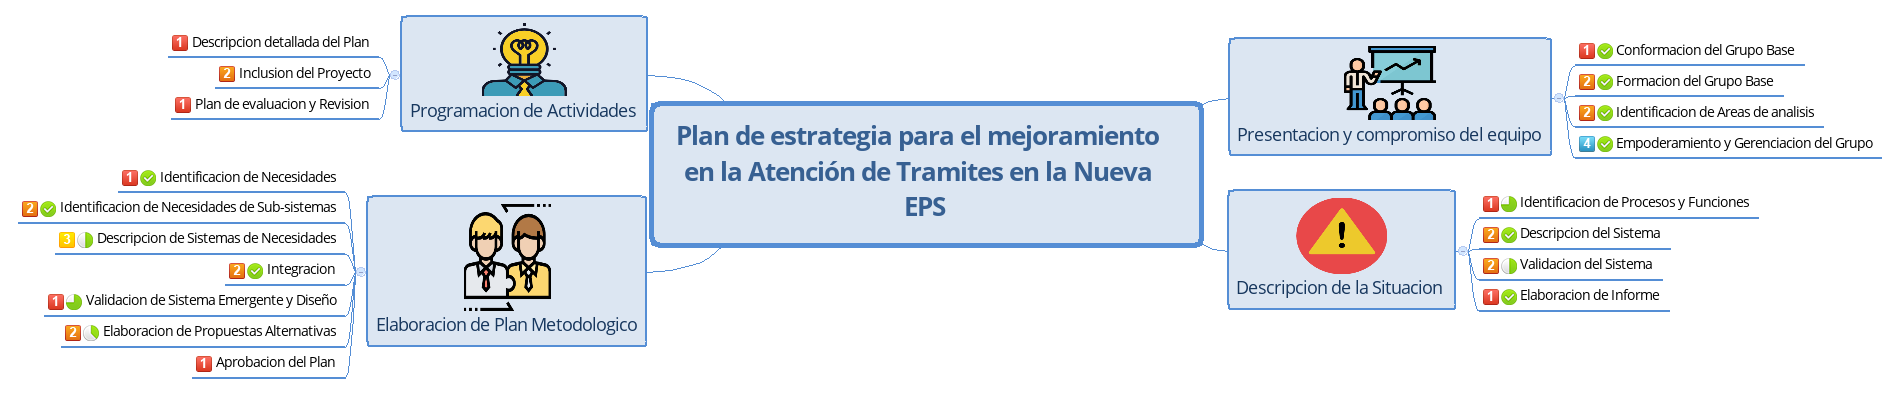 Plan de estrategia para el mejoramiento
en la Atención de Tramites en la Nueva
EPS
Presentacion y compromiso del equipo
1 Conformacion del Grupo Base
2 Formacion del Grupo Base
2 Identificacion de Areas de analisis
4 Empoderamiento y Gerenciacion del Grupo
Descripcion de la Situacion
1 Identificacion de Procesos y Funciones
2 Descripcion del Sistema
2 Validacion del Sistema
1 Elaboracion de Informe
Elaboracion de Plan Metodologico
1 Identificacion de Necesidades
2 Identificacion de Necesidades de Sub-sistemas
3 Descripcion de Sistemas de Necesidades
2 Integracion
1 Validacion de Sistema Emergente y Diseño
2 Elaboracion de Propuestas Alternativas
1 Aprobacion del Plan
Programacion de Actividades
1 Descripcion detallada del Plan
2 Inclusion del Proyecto
1 Plan de evaluacion y Revision